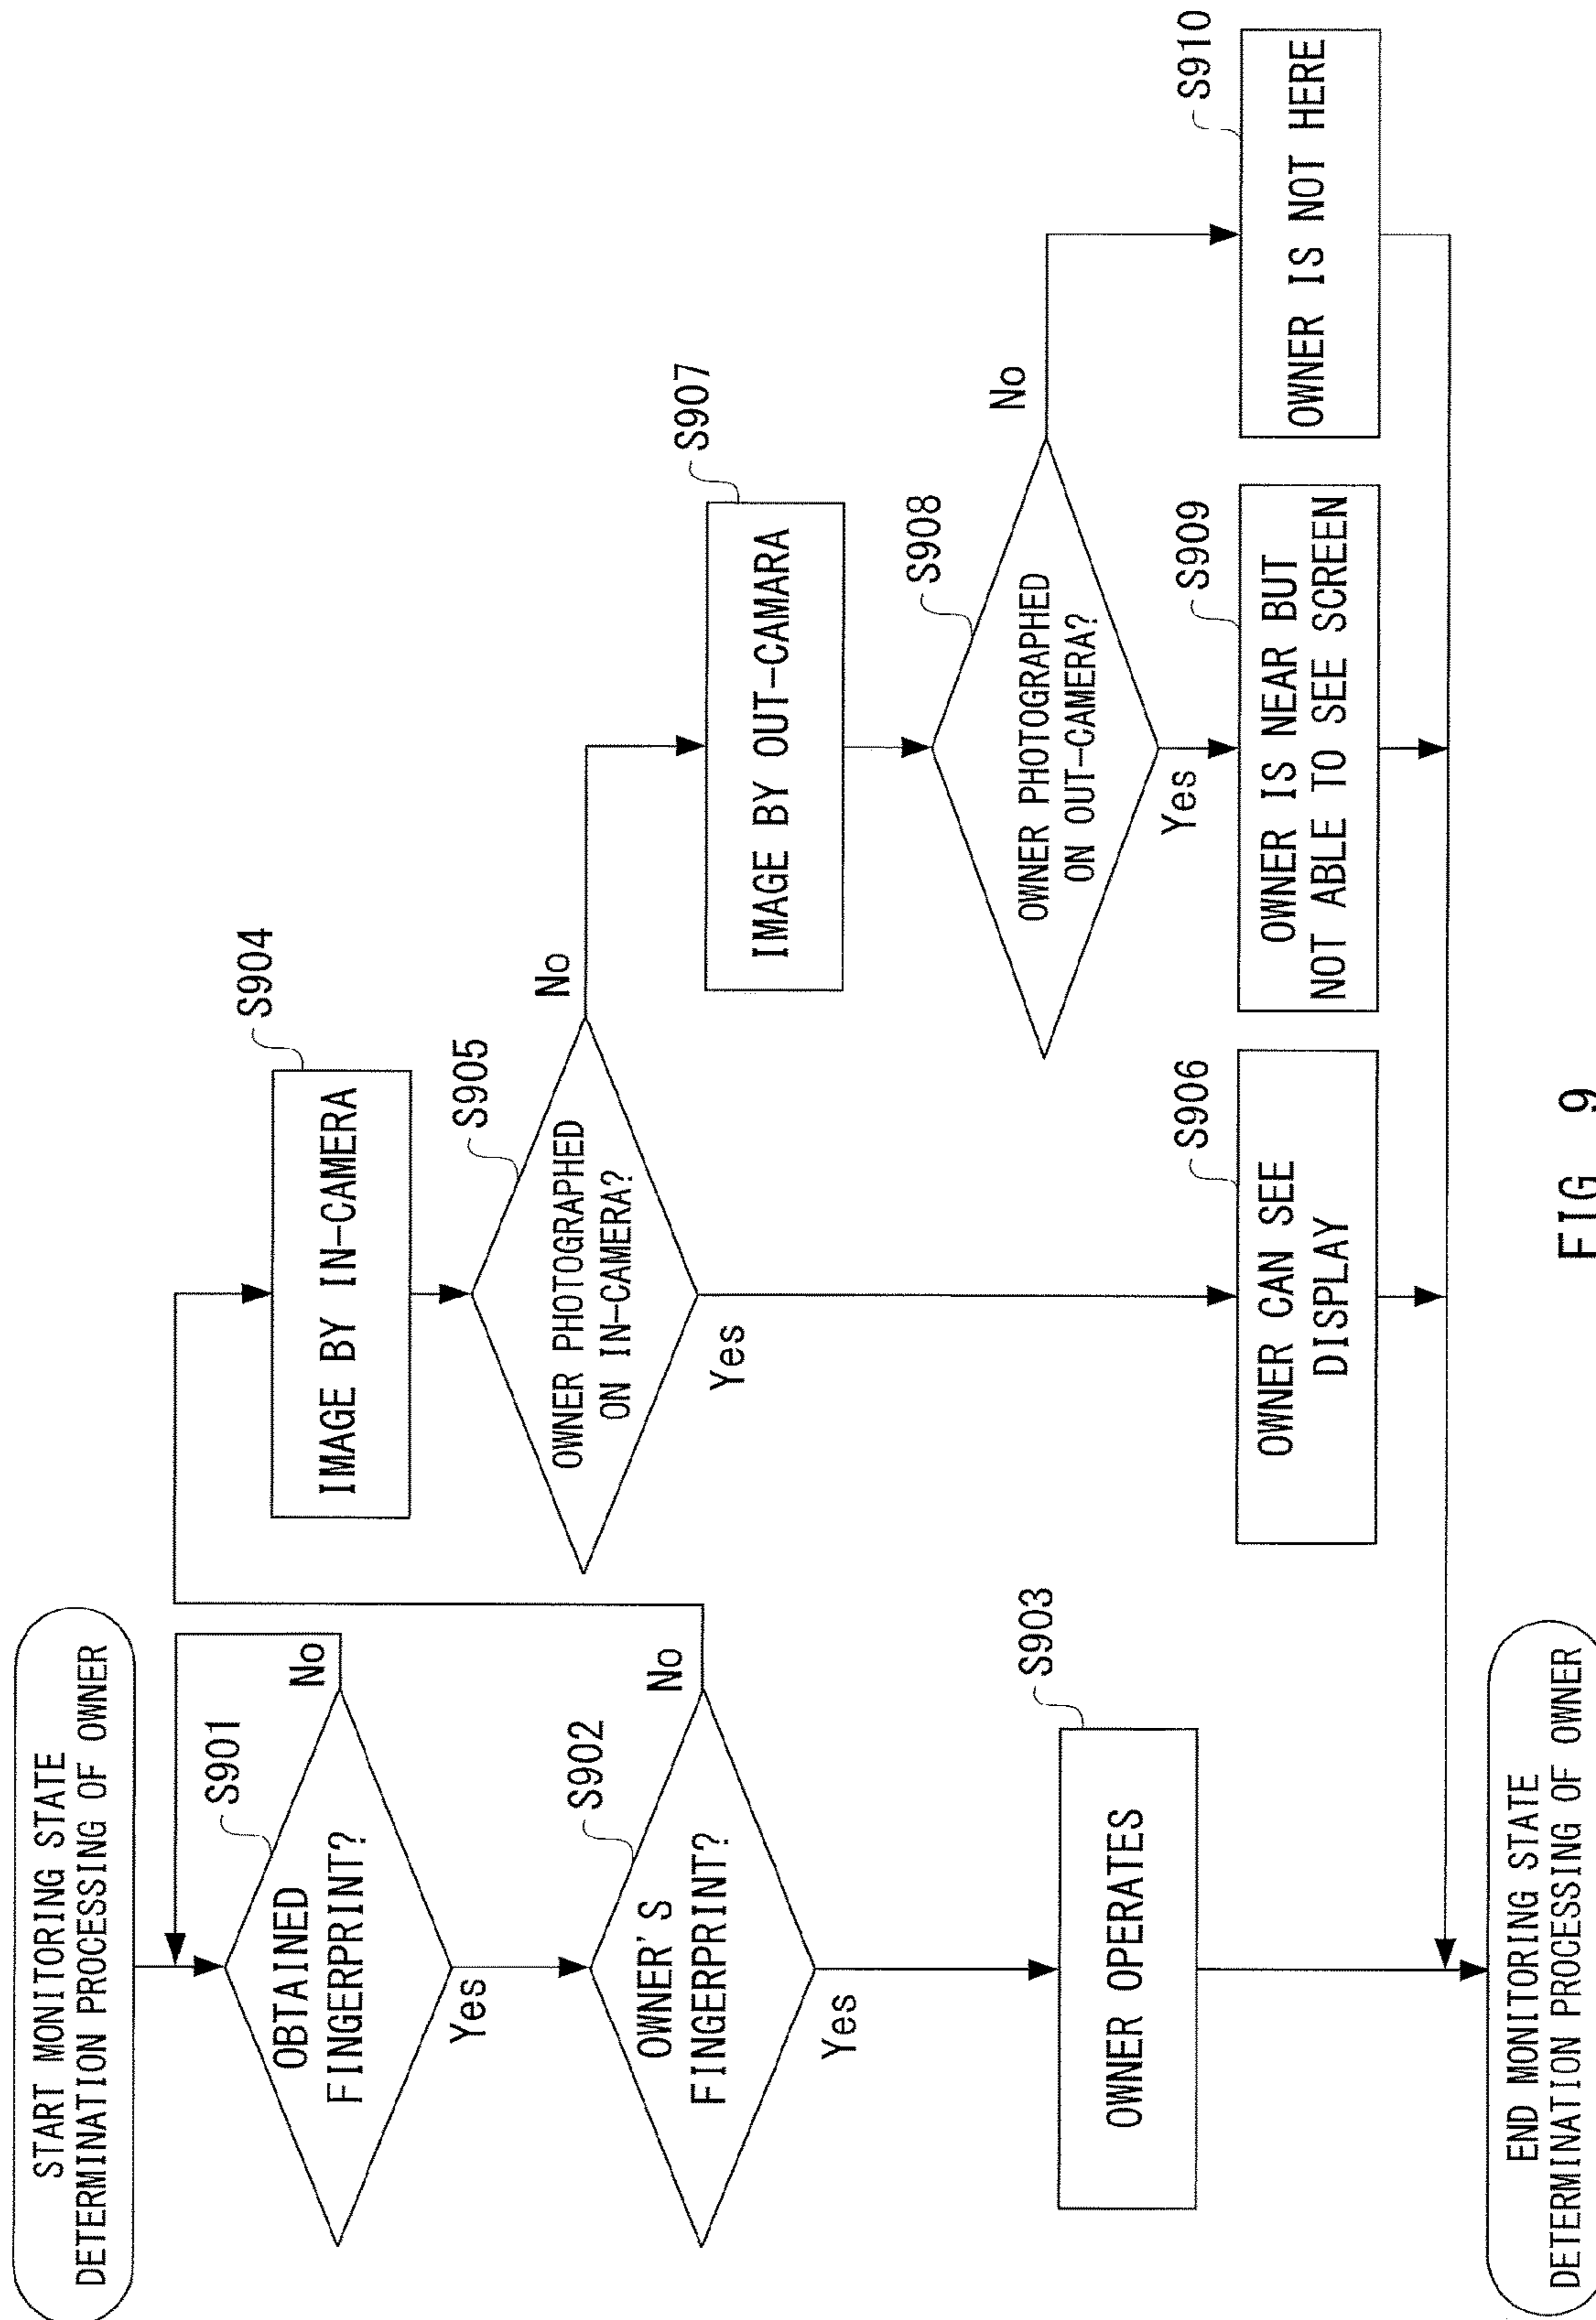 START MONITORING STATE
DETERMINATION PROCESSING OF OWNER
S901
OBTAINED
FINGERPRINT?
No
Yes
S902
OWNER'S
FINGERPRINT?
No
Yes
S903
OWNER OPERATES
S904
IMAGE BY IN-CAMERA
S905
OWNER PHOTOGRAPHED
ON IN-CAMERA?
No
Yes
S906
OWNER CAN SEE
DISPLAY
S907
IMAGE BY OUT-CAMARA
S908
OWNER PHOTOGRAPHED
ON OUT-CAMERA?
No
Yes
S909
OWNER IS NEAR BUT
NOT ABLE TO SEE SCREEN
S910
OWNER IS NOT HERE
END MONITORING STATE
DETERMINATION PROCESSING OF OWNER
FIG 9